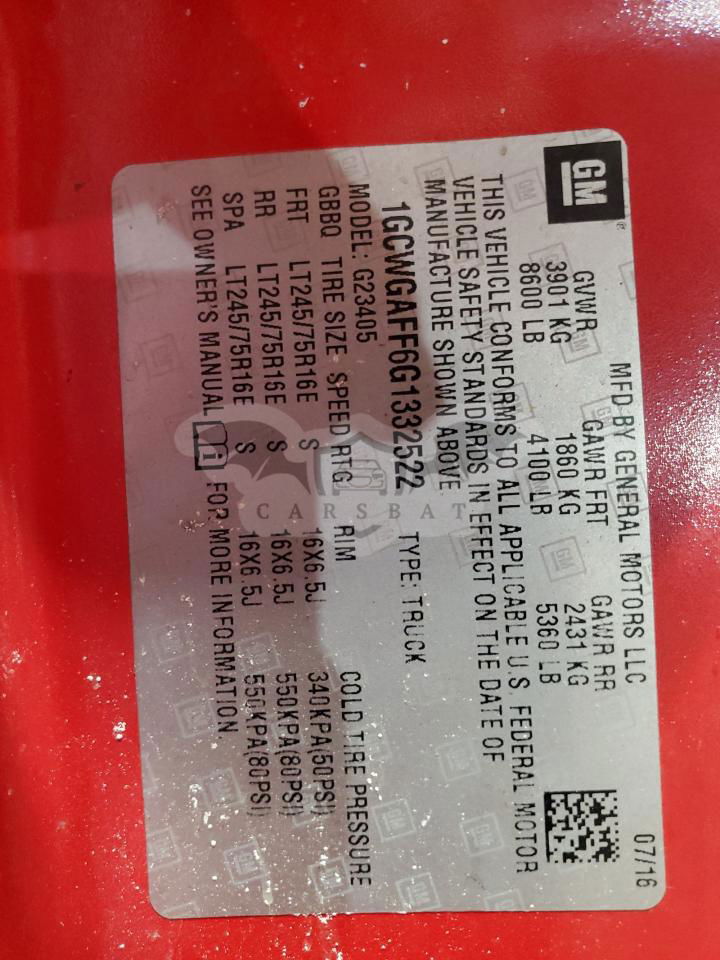 GM ®
MFD BY GENERAL MOTORS LLC 07/16
GVWR GAWR FRT GAWR RR
3901 KG 1860 KG 2431 KG
8600 LB 4100 LB 5360 LB
THIS VEHICLE CONFORMS TO ALL APPLICABLE U.S. FEDERAL MOTOR
VEHICLE SAFETY STANDARDS IN EFFECT ON THE DATE OF
MANUFACTURE SHOWN ABOVE
1GCWGAFF6G1332522 TYPE: TRUCK
MODEL: G23405
GBBQ TIRE SIZE SPEED RTG RIM COLD TIRE PRESSURE
FRT LT245/75R16E S 16X6.5J 340KPA(50PSI)
RR LT245/75R16E S 16X6.5J 550KPA(80PSI)
SPA LT245/75R16E S 16X6.5J 550KPA(80PSI)
SEE OWNER'S MANUAL FOR MORE INFORMATION
CARSBAT